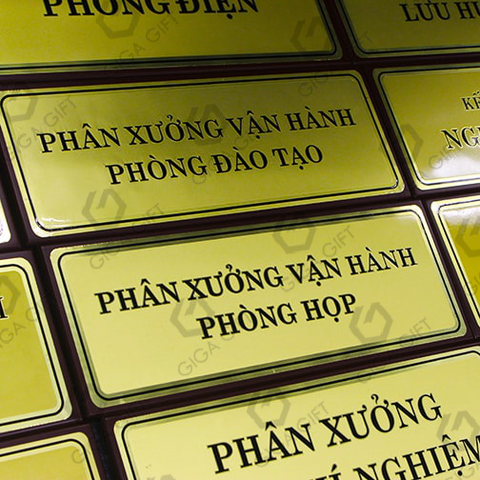 PHÒNG ĐIỆN
LƯU
PHÂN XƯỞNG VẬN HÀNH
PHÒNG ĐÀO TẠO
PHÂN XƯỞNG VẬN HÀNH
PHÒNG HỌP
PHÂN XƯỞNG
NGHIỆM
GIGA GIFT